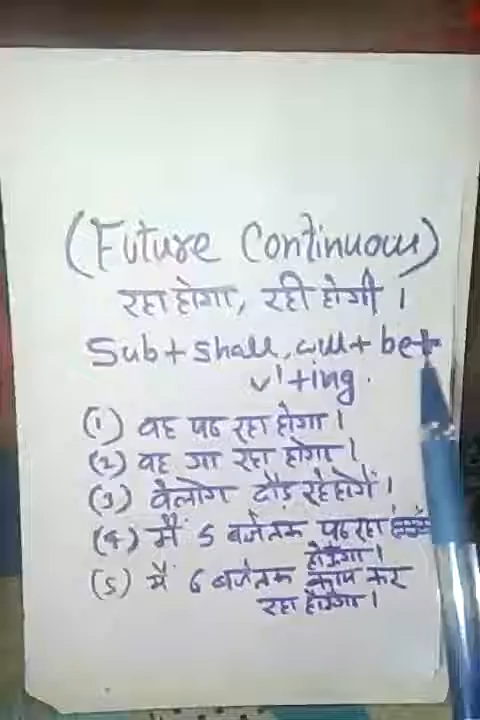 (Future Continuous)
रहा होगा, रही होगी ।
Sub + shall, will + be +
v¹ + ing.
(1) वह पढ रहा होगा ।
(2) वह गा रहा होगा ।
(3) वेलोग दौड़ रहे होगें ।
(4) मैं 5 बजेतक पढ रहा
होऊँगा ।
(5) मैं 6 बजेतक काम कर
रहा होऊँगा ।